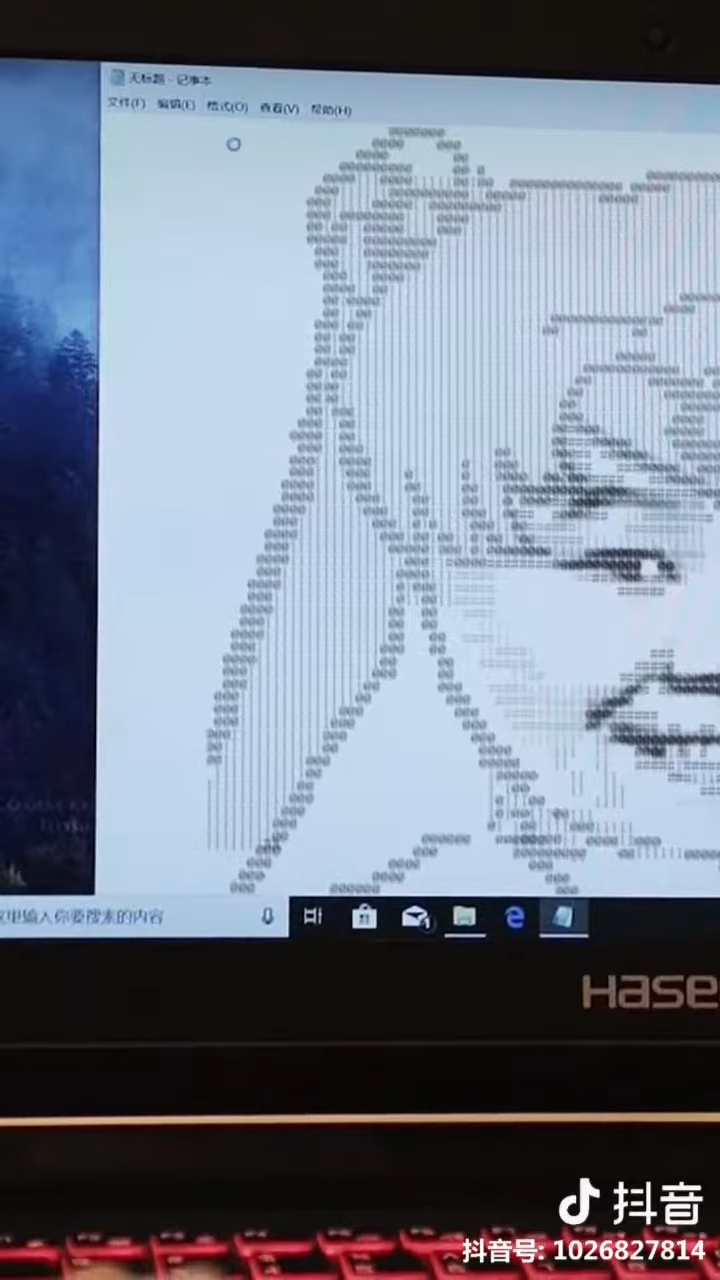 无标题 - 记事本
文件(F) 编辑(E) 格式(O) 查看(V) 帮助(H)
这里输入你要搜索的内容
1
Hase
抖音
抖音号: 1026827814